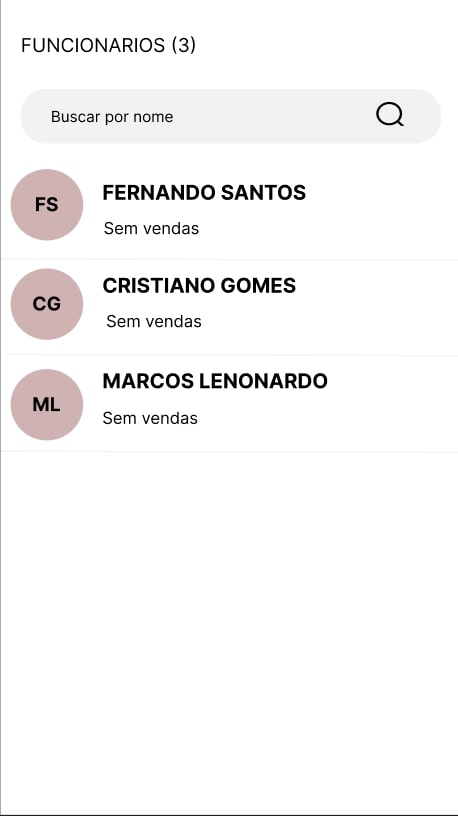 FUNCIONARIOS (3)
Buscar por nome
FS
FERNANDO SANTOS
Sem vendas
CG
CRISTIANO GOMES
Sem vendas
ML
MARCOS LENONARDO
Sem vendas